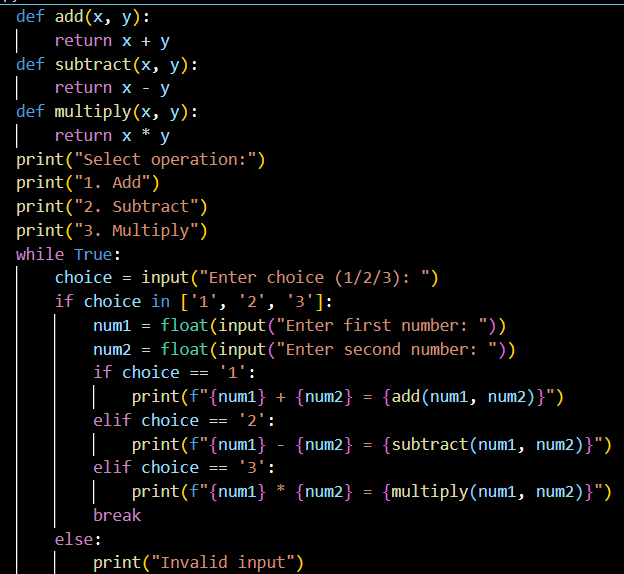 def add(x, y):
    return x + y
def subtract(x, y):
    return x - y
def multiply(x, y):
    return x * y
print("Select operation:")
print("1. Add")
print("2. Subtract")
print("3. Multiply")
while True:
    choice = input("Enter choice (1/2/3): ")
    if choice in ['1', '2', '3']:
        num1 = float(input("Enter first number: "))
        num2 = float(input("Enter second number: "))
        if choice == '1':
            print(f"{num1} + {num2} = {add(num1, num2)}")
        elif choice == '2':
            print(f"{num1} - {num2} = {subtract(num1, num2)}")
        elif choice == '3':
            print(f"{num1} * {num2} = {multiply(num1, num2)}")
        break
    else:
        print("Invalid input")